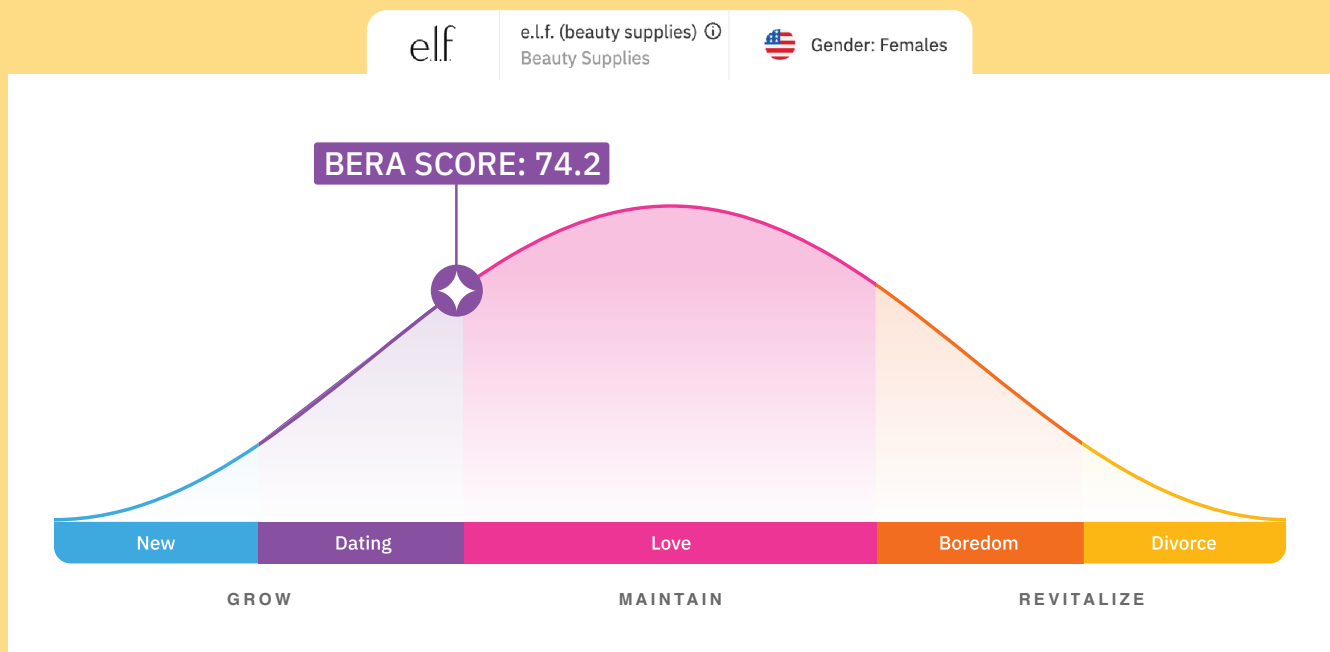 e.l.f.
e.l.f. (beauty supplies)
Beauty Supplies
Gender: Females
BERA SCORE: 74.2
New
Dating
Love
Boredom
Divorce
GROW
MAINTAIN
REVITALIZE